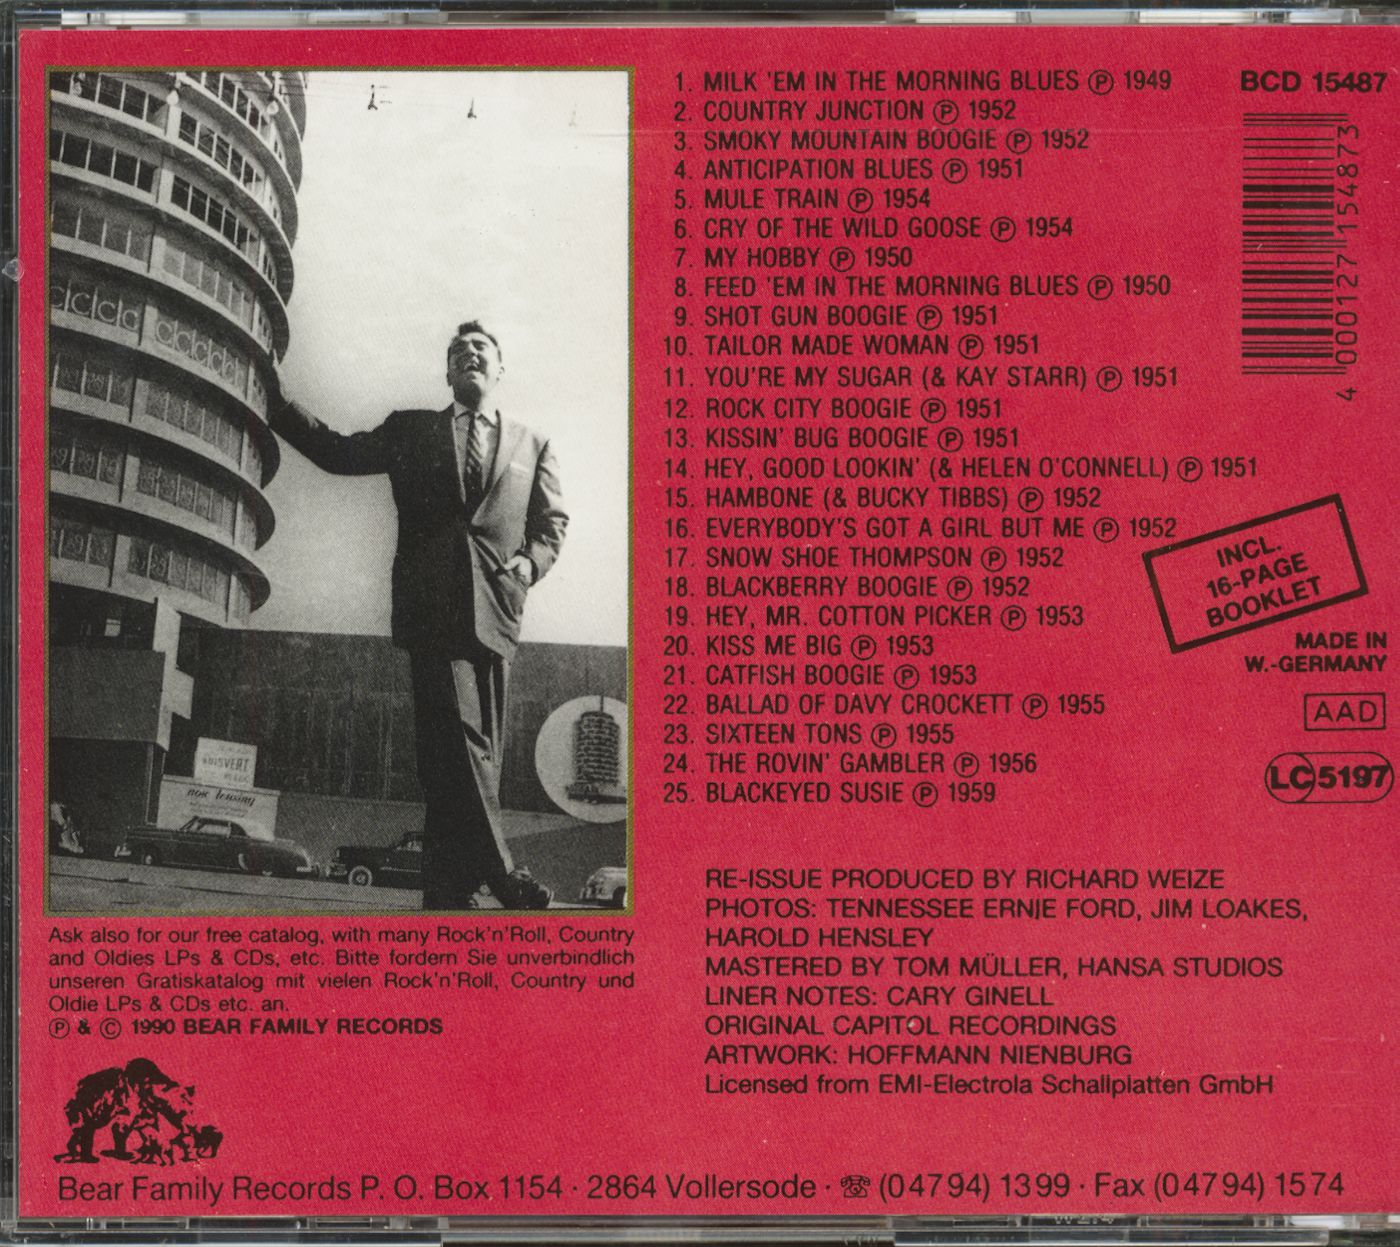 1. MILK 'EM IN THE MORNING BLUES Ⓟ 1949
2. COUNTRY JUNCTION Ⓟ 1952
3. SMOKY MOUNTAIN BOOGIE Ⓟ 1952
4. ANTICIPATION BLUES Ⓟ 1951
5. MULE TRAIN Ⓟ 1954
6. CRY OF THE WILD GOOSE Ⓟ 1954
7. MY HOBBY Ⓟ 1950
8. FEED 'EM IN THE MORNING BLUES Ⓟ 1950
9. SHOT GUN BOOGIE Ⓟ 1951
10. TAILOR MADE WOMAN Ⓟ 1951
11. YOU'RE MY SUGAR (& KAY STARR) Ⓟ 1951
12. ROCK CITY BOOGIE Ⓟ 1951
13. KISSIN' BUG BOOGIE Ⓟ 1951
14. HEY, GOOD LOOKIN' (& HELEN O'CONNELL) Ⓟ 1951
15. HAMBONE (& BUCKY TIBBS) Ⓟ 1952
16. EVERYBODY'S GOT A GIRL BUT ME Ⓟ 1952
17. SNOW SHOE THOMPSON Ⓟ 1952
18. BLACKBERRY BOOGIE Ⓟ 1952
19. HEY, MR. COTTON PICKER Ⓟ 1953
20. KISS ME BIG Ⓟ 1953
21. CATFISH BOOGIE Ⓟ 1953
22. BALLAD OF DAVY CROCKETT Ⓟ 1955
23. SIXTEEN TONS Ⓟ 1955
24. THE ROVIN' GAMBLER Ⓟ 1956
25. BLACKEYED SUSIE Ⓟ 1959
BCD 15487
4 000127 154873
INCL.
16-PAGE
BOOKLET
MADE IN
W.-GERMANY
AAD
LC 5197
now leasing
RE-ISSUE PRODUCED BY RICHARD WEIZE
PHOTOS: TENNESSEE ERNIE FORD, JIM LOAKES,
HAROLD HENSLEY
MASTERED BY TOM MÜLLER, HANSA STUDIOS
LINER NOTES: CARY GINELL
ORIGINAL CAPITOL RECORDINGS
ARTWORK: HOFFMANN NIENBURG
Licensed from EMI-Electrola Schallplatten GmbH
Ask also for our free catalog, with many Rock'n'Roll, Country
and Oldies LPs & CDs, etc. Bitte fordern Sie unverbindlich
unseren Gratiskatalog mit vielen Rock'n'Roll, Country und
Oldie LPs & CDs etc. an.
Ⓟ & © 1990 BEAR FAMILY RECORDS
Bear Family Records P. O. Box 1154 · 2864 Vollersode · ☏ (04794) 1399 · Fax (04794) 1574